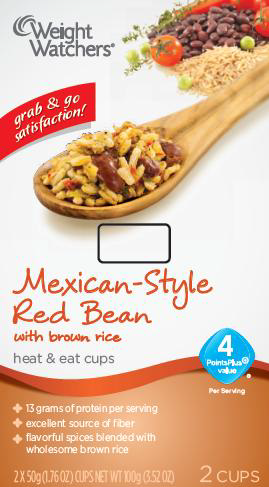 Weight
Watchers®
grab & go
satisfaction!
Mexican-Style
Red Bean
with brown rice
heat & eat cups
4
PointsPlus®
value
Per Serving
13 grams of protein per serving
excellent source of fiber
flavorful spices blended with
wholesome brown rice
2 X 50g (1.76 OZ) CUPS NET WT 100g (3.52 OZ)
2 CUPS